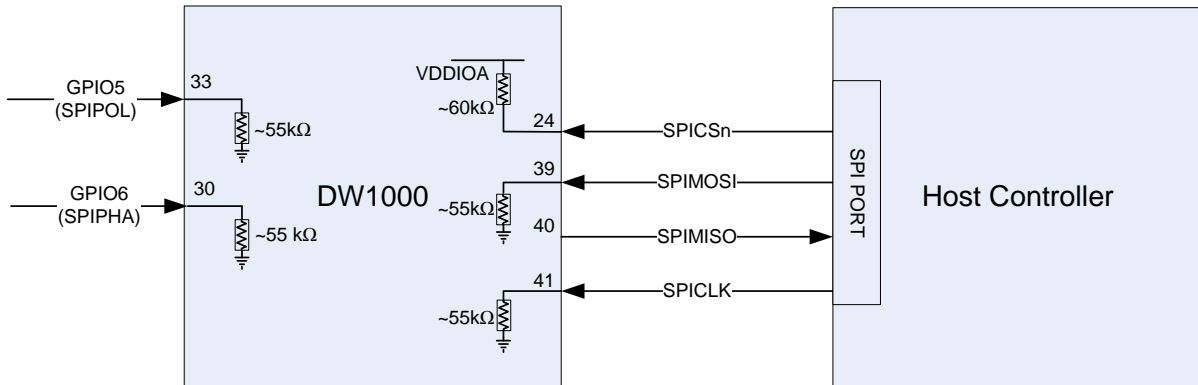 GPIO5
(SPIPOL)
33
~55kΩ
GPIO6
(SPIPHA)
30
~55 kΩ
DW1000
VDDIOA
~60kΩ
24
SPICSn
39
SPIMOSI
~55kΩ
40
SPIMISO
41
SPICLK
~55kΩ
SPI PORT
Host Controller